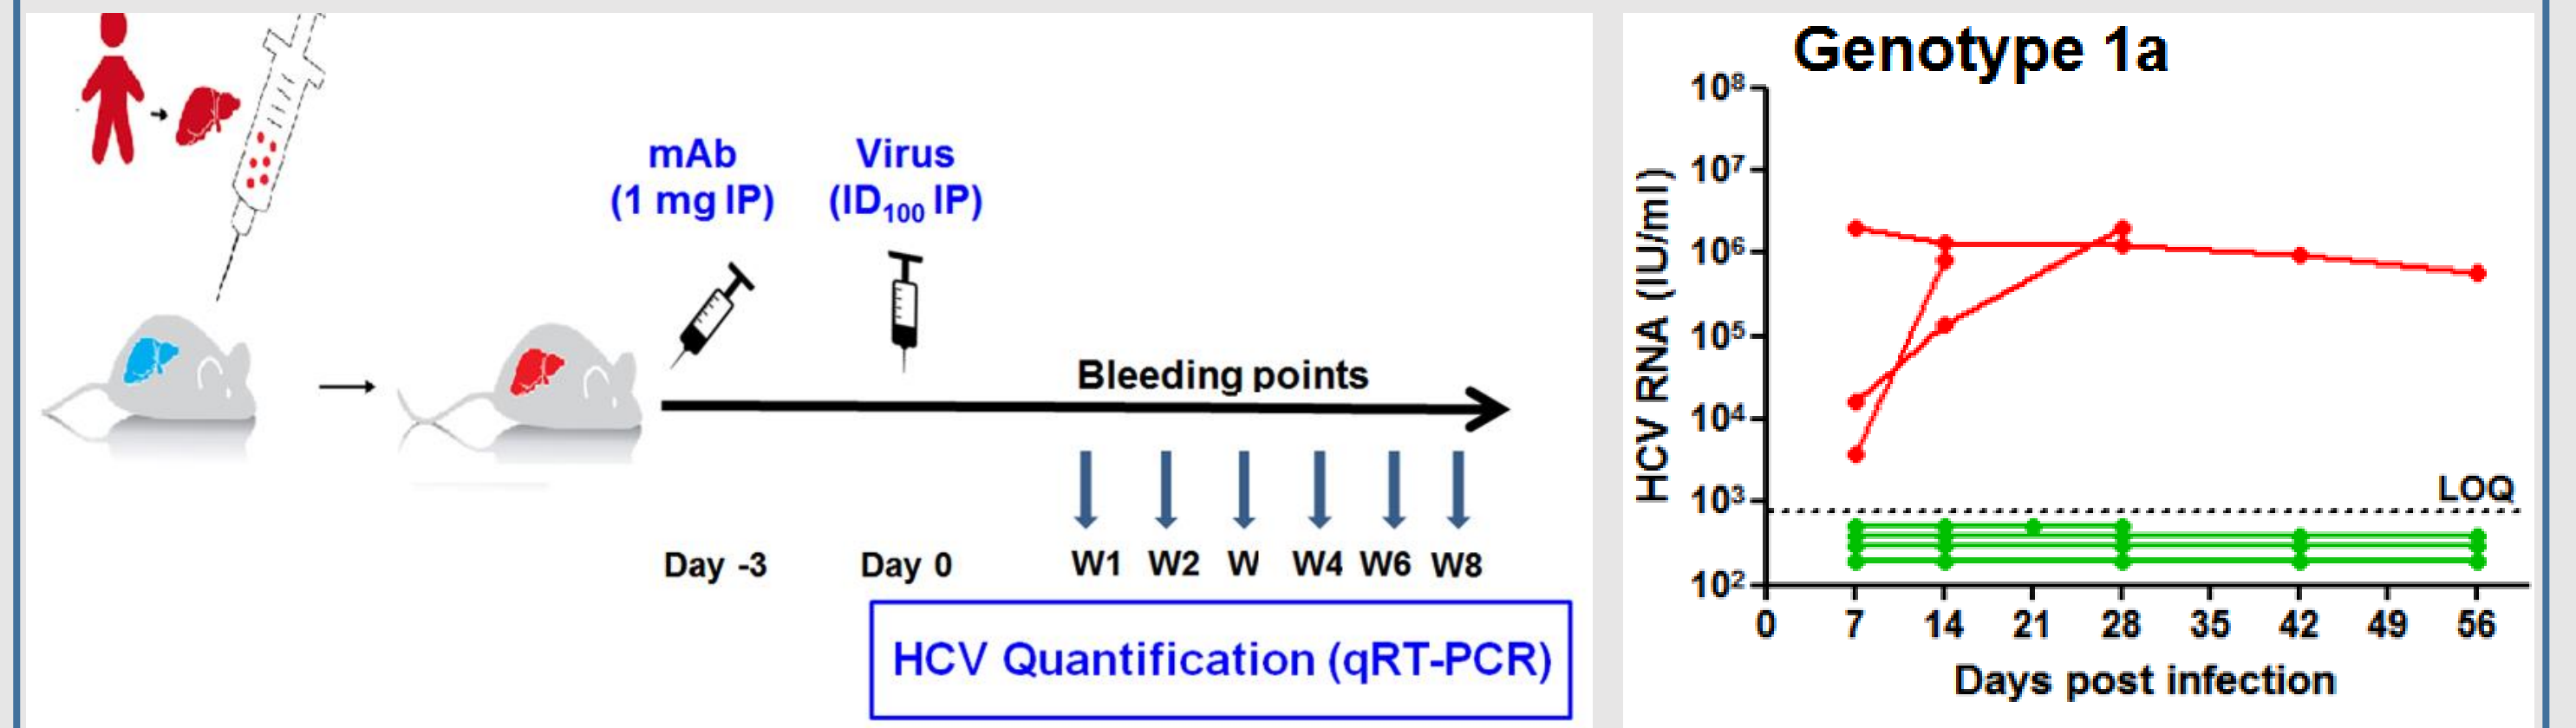 mAb
(1 mg IP)
Virus
(ID₁₀₀ IP)
Bleeding points
Day -3
Day 0
W1 W2 W W4 W6 W8
HCV Quantification (qRT-PCR)
Genotype 1a
HCV RNA (IU/ml)
10⁸
10⁷
10⁶
10⁵
10⁴
10³
10²
LOQ
0 7 14 21 28 35 42 49 56
Days post infection